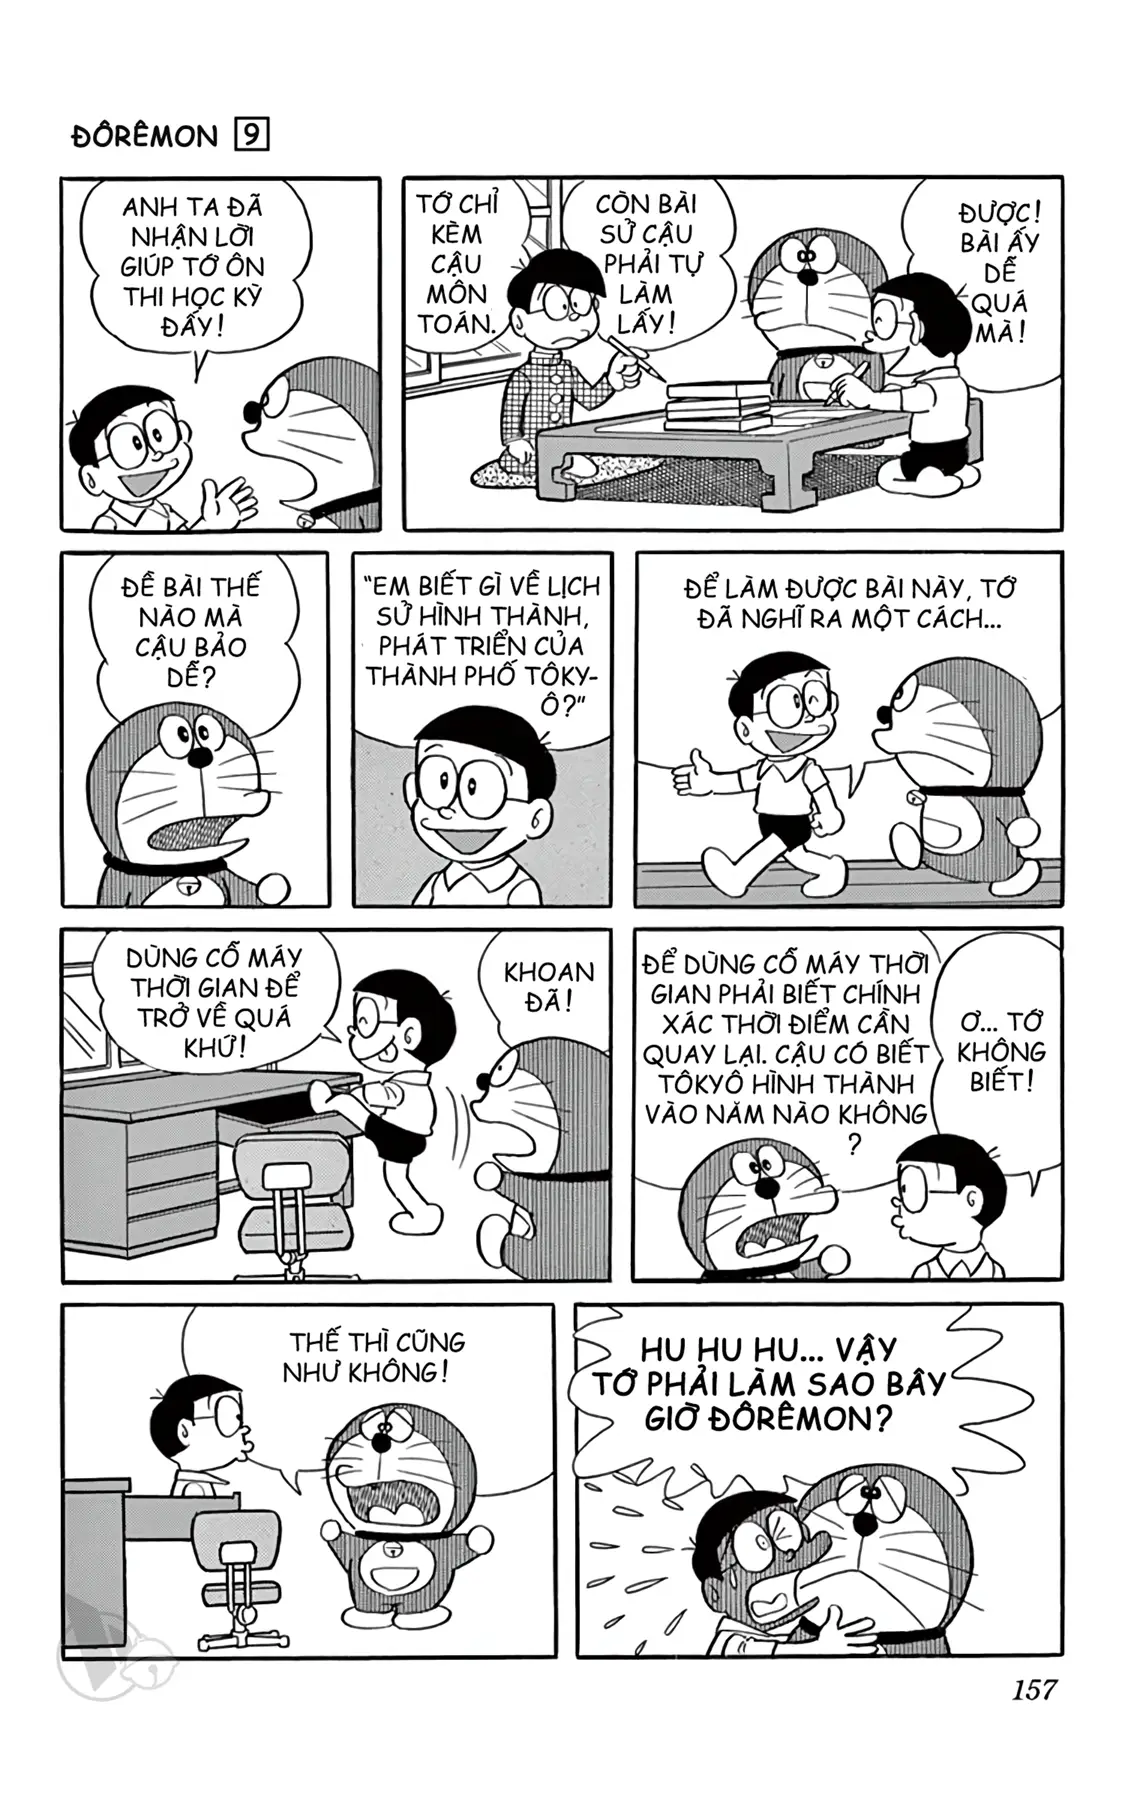 ĐÔRÊMON 9
ANH TA ĐÃ
NHẬN LỜI
GIÚP TỚ ÔN
THI HỌC KỲ
ĐẤY!
TỚ CHỈ
KÈM
CẬU
MÔN
TOÁN.
CÒN BÀI
SỬ CẬU
PHẢI TỰ
LÀM
LẤY!
ĐƯỢC!
BÀI ẤY
DỄ
QUÁ
MÀ!
ĐỀ BÀI THẾ
NÀO MÀ
CẬU BẢO
DỄ?
“EM BIẾT GÌ VỀ LỊCH
SỬ HÌNH THÀNH,
PHÁT TRIỂN CỦA
THÀNH PHỐ TÔKY-
Ô?”
ĐỂ LÀM ĐƯỢC BÀI NÀY, TỚ
ĐÃ NGHĨ RA MỘT CÁCH...
DÙNG CỖ MÁY
THỜI GIAN ĐỂ
TRỞ VỀ QUÁ
KHỨ!
KHOAN
ĐÃ!
ĐỂ DÙNG CỖ MÁY THỜI
GIAN PHẢI BIẾT CHÍNH
XÁC THỜI ĐIỂM CẦN
QUAY LẠI. CẬU CÓ BIẾT
TÔKYÔ HÌNH THÀNH
VÀO NĂM NÀO KHÔNG
?
Ơ... TỚ
KHÔNG
BIẾT!
THẾ THÌ CŨNG
NHƯ KHÔNG!
HU HU HU... VẬY
TỚ PHẢI LÀM SAO BÂY
GIỜ ĐÔRÊMON?
157